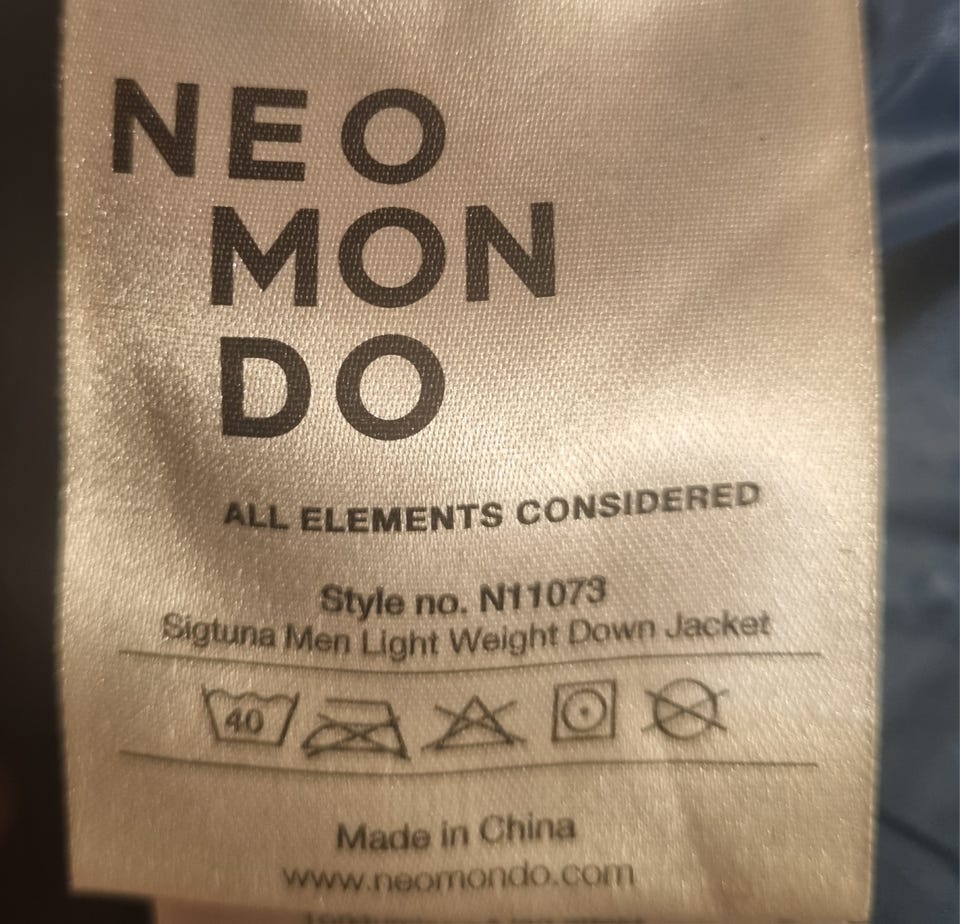 NEO
MON
DO
ALL ELEMENTS CONSIDERED
Style no. N11073
Sigtuna Men Light Weight Down Jacket
40
Made in China
www.neomondo.com